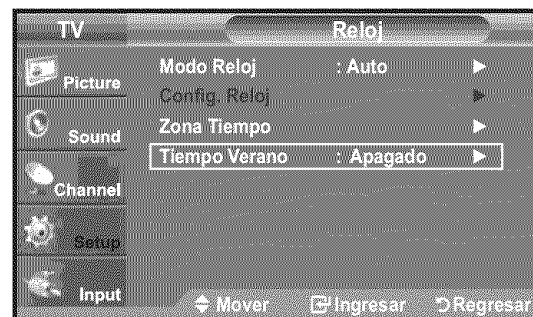 TV
Reloj
Picture
Sound
Channel
Setup
Input
Modo Reloj : Auto
Config. Reloj
Zona Tiempo
Tiempo Verano : Apagado
Mover Ingresar Regresar